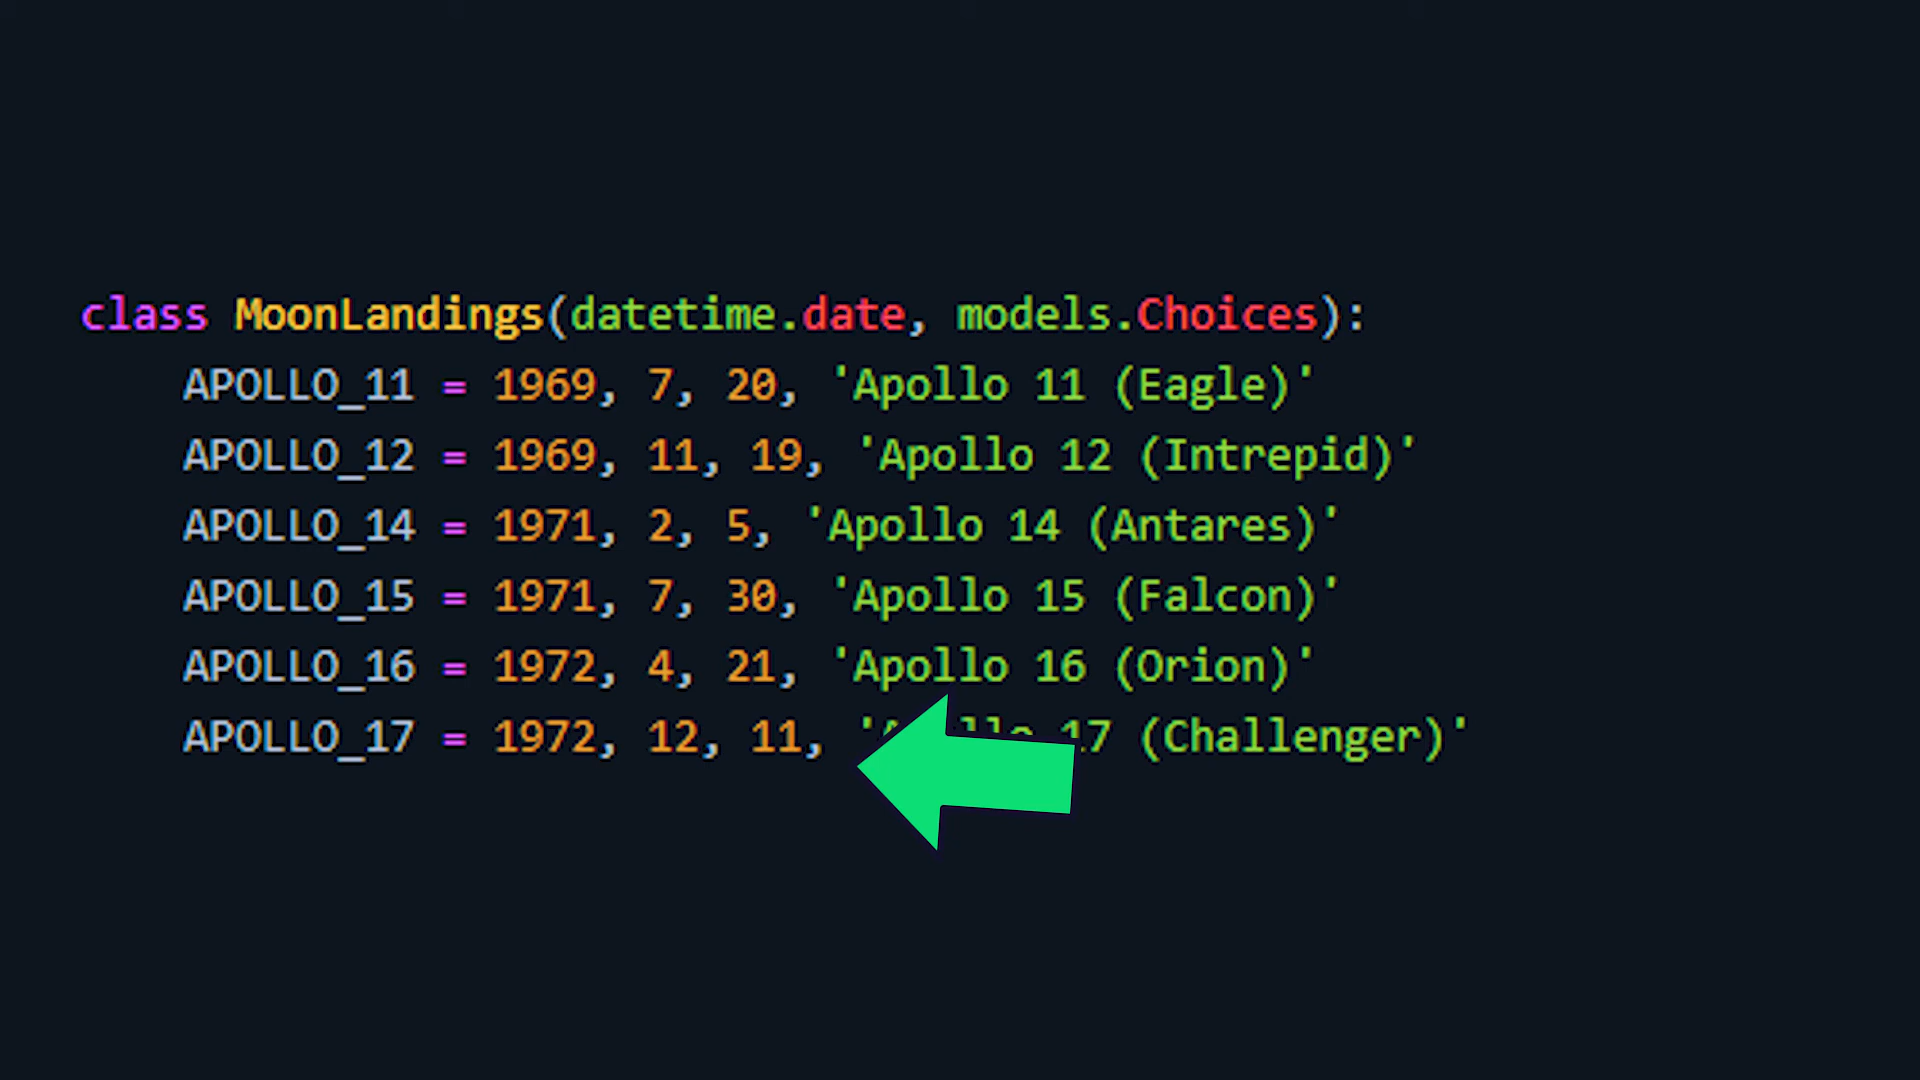 class MoonLandings(datetime.date, models.Choices):
APOLLO_11 = 1969, 7, 20, 'Apollo 11 (Eagle)'
APOLLO_12 = 1969, 11, 19, 'Apollo 12 (Intrepid)'
APOLLO_14 = 1971, 2, 5, 'Apollo 14 (Antares)'
APOLLO_15 = 1971, 7, 30, 'Apollo 15 (Falcon)'
APOLLO_16 = 1972, 4, 21, 'Apollo 16 (Orion)'
APOLLO_17 = 1972, 12, 11, 'Apollo 17 (Challenger)'